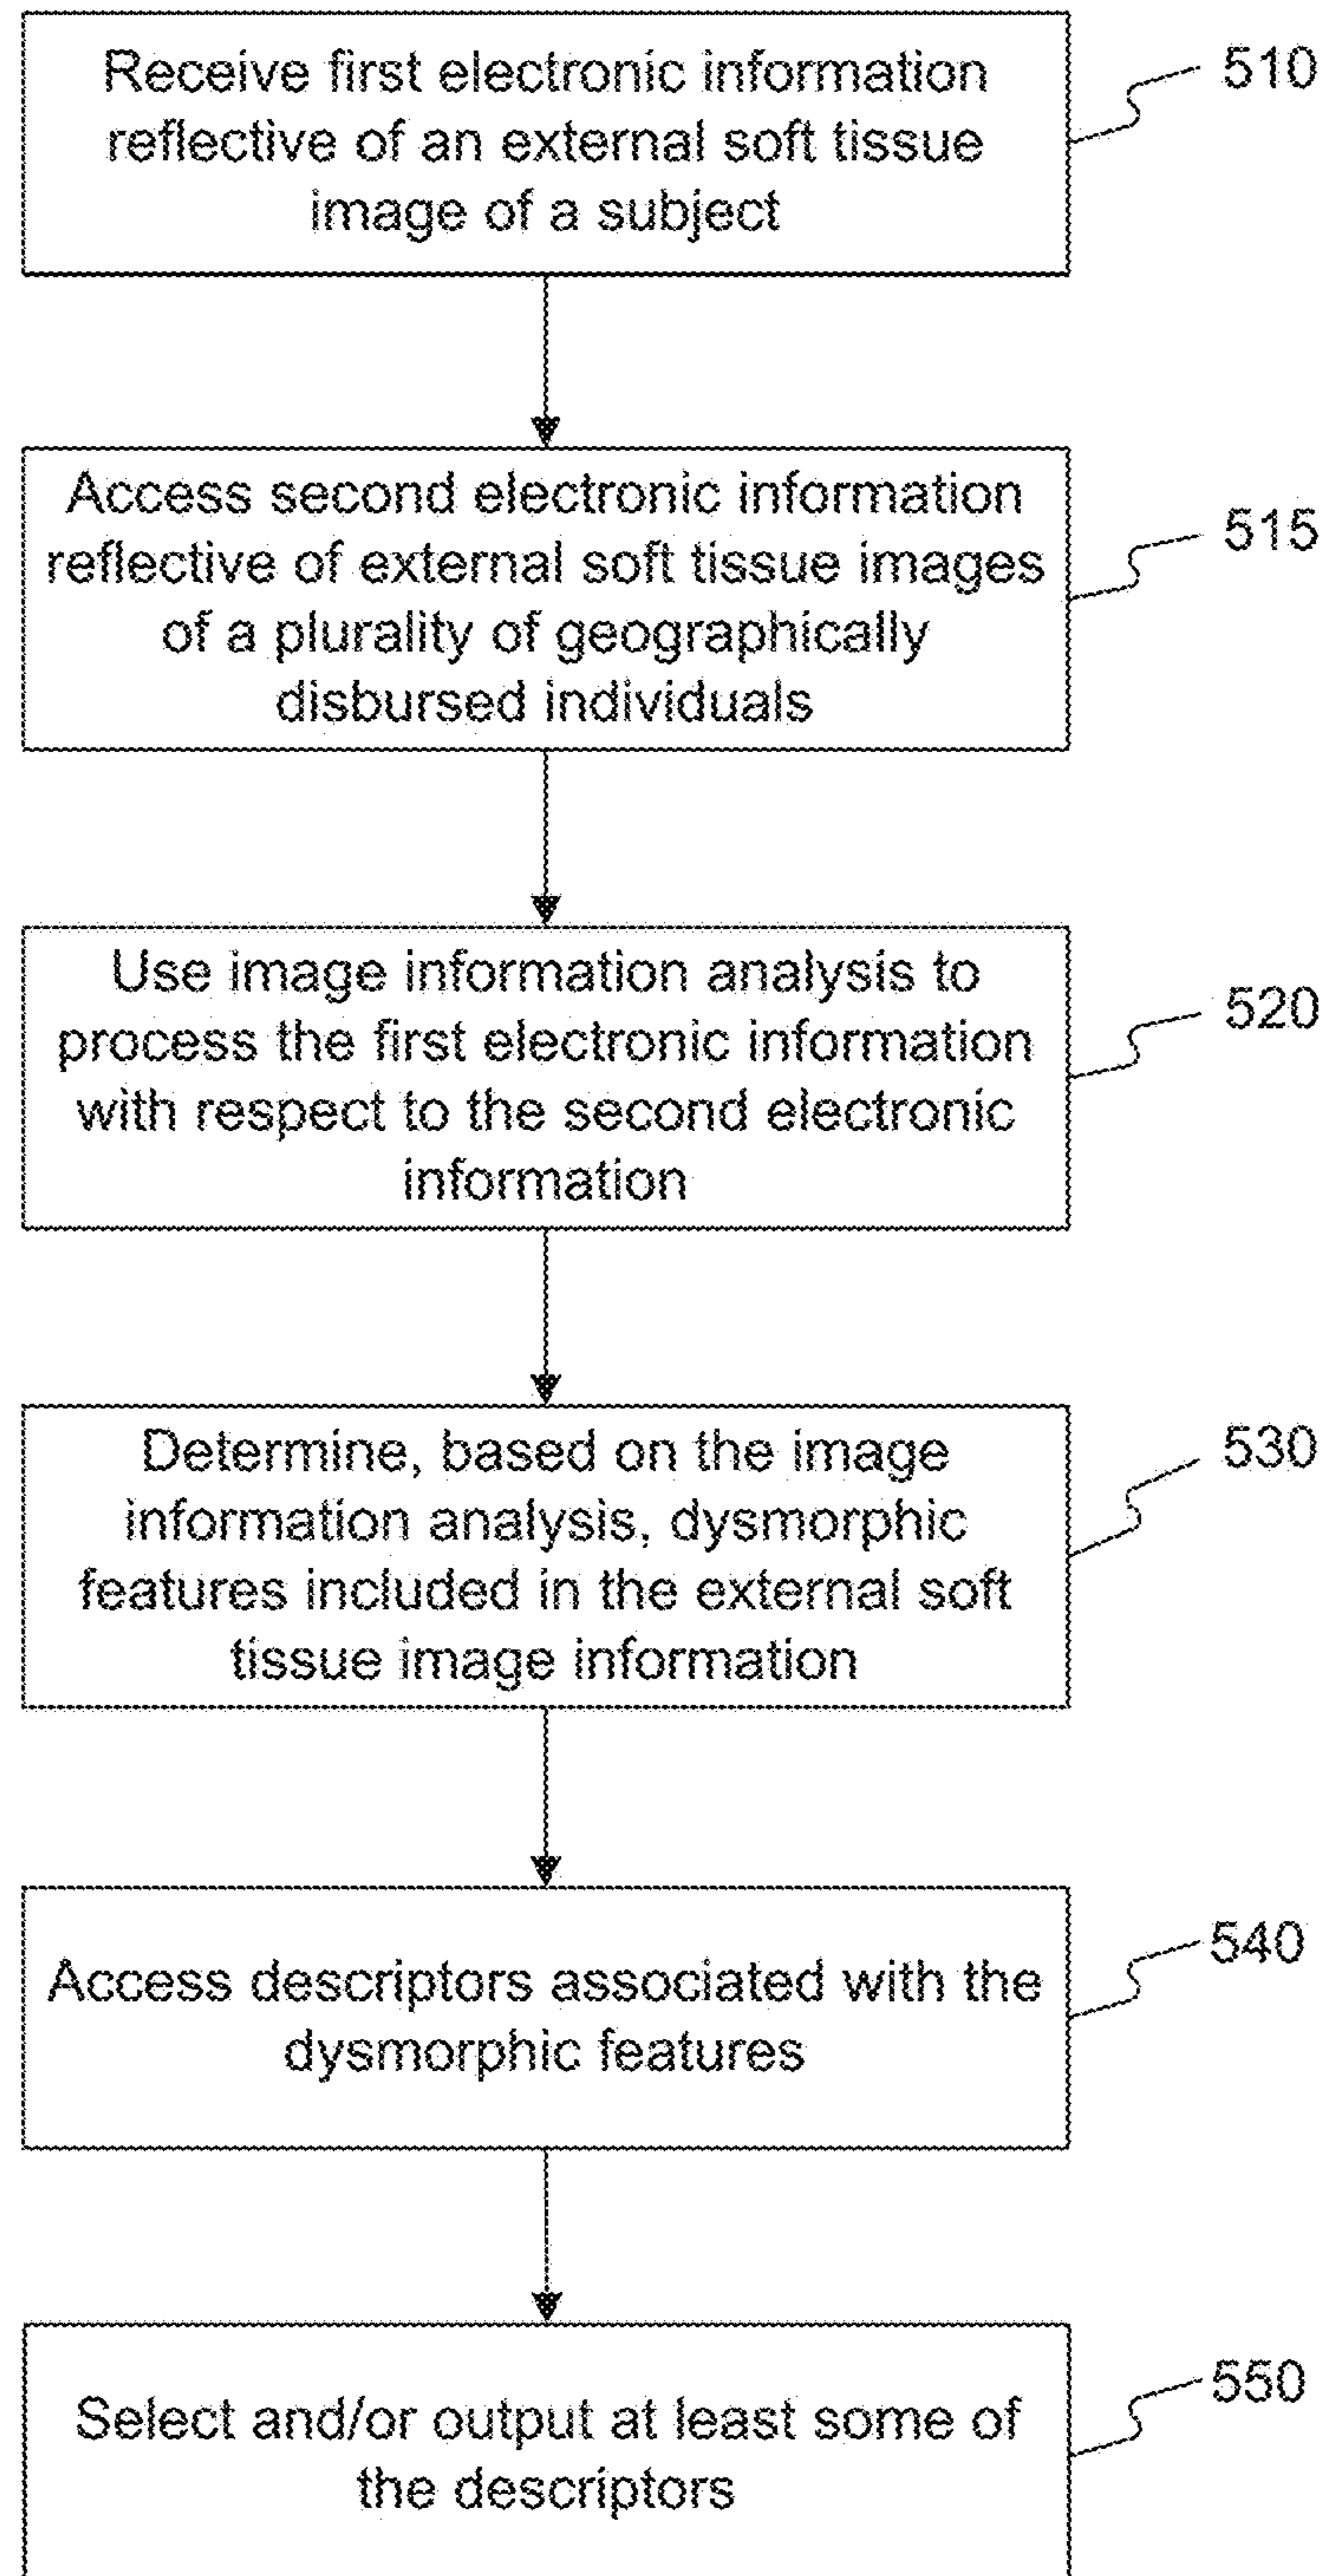 Receive first electronic information
reflective of an external soft tissue
image of a subject
510
Access second electronic information
reflective of external soft tissue images
of a plurality of geographically
disbursed individuals
515
Use image information analysis to
process the first electronic information
with respect to the second electronic
information
520
Determine, based on the image
information analysis, dysmorphic
features included in the external soft
tissue image information
530
Access descriptors associated with the
dysmorphic features
540
Select and/or output at least some of
the descriptors
550